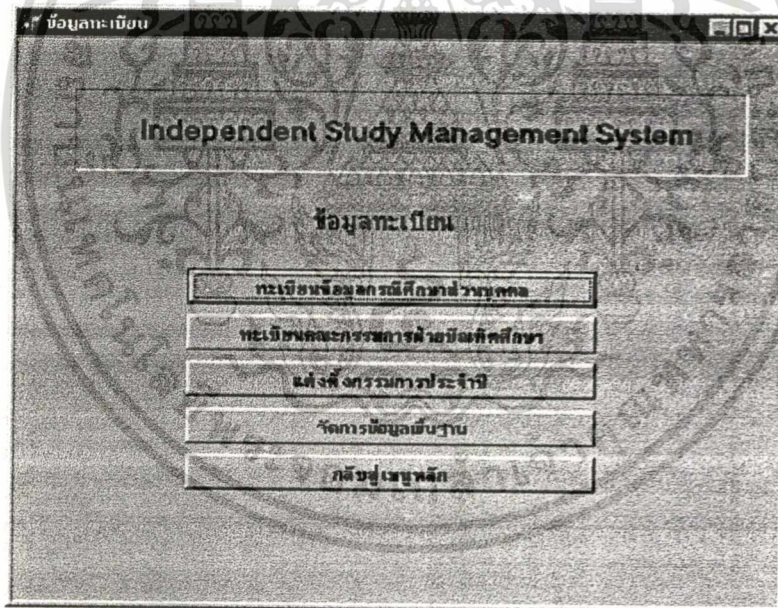 ข้อมูลทะเบียน
Independent Study Management System
ข้อมูลทะเบียน
ทะเบียนข้อมูลกรณีศึกษาส่วนบุคคล
ทะเบียนคณะกรรมการฝ่ายบัณฑิตศึกษา
แต่งตั้งกรรมการประจำปี
จัดการข้อมูลพื้นฐาน
กลับสู่เมนูหลัก